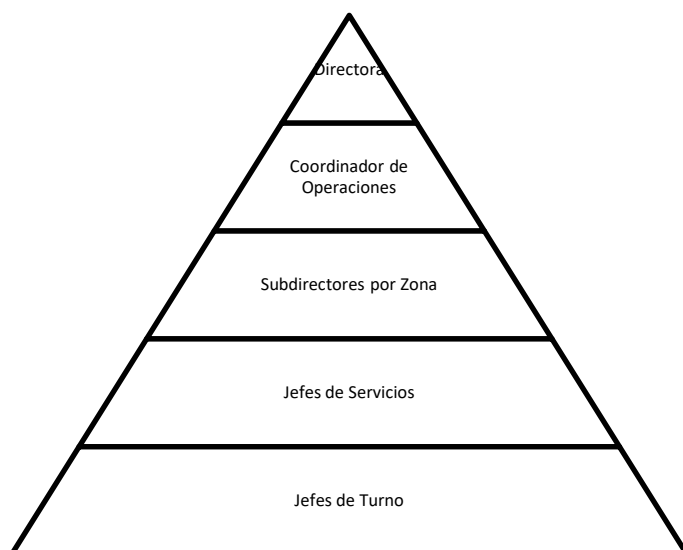 Directora
Coordinador de
Operaciones
Subdirectores por Zona
Jefes de Servicios
Jefes de Turno